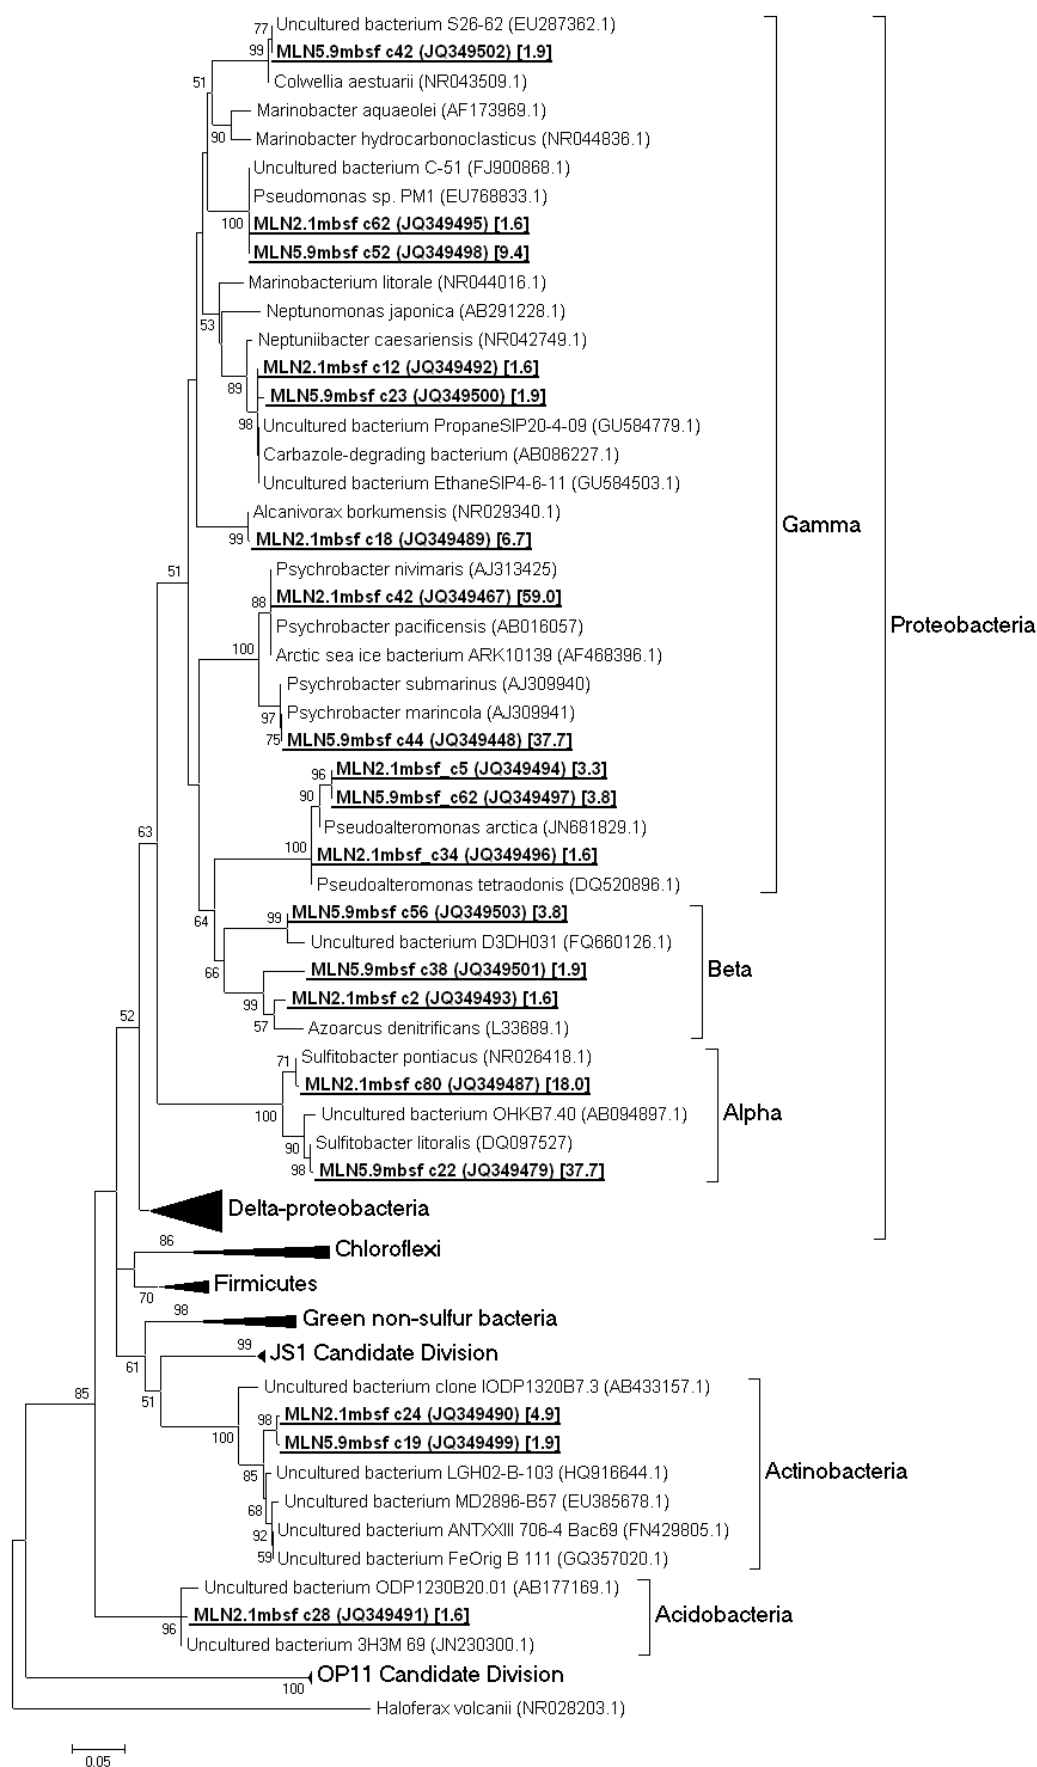 77
Uncultured bacterium S26-62 (EU287362.1)
99
MLN5.9mbsf c42 (JQ349502) [1.9]
51
Colwellia aestuarii (NR043509.1)
Marinobacter aquaeolei (AF173969.1)
90
Marinobacter hydrocarbonoclasticus (NR044836.1)
Uncultured bacterium C-51 (FJ900868.1)
Pseudomonas sp. PM1 (EU768833.1)
100
MLN2.1mbsf c62 (JQ349495) [1.6]
MLN5.9mbsf c52 (JQ349498) [9.4]
Marinobacterium litorale (NR044016.1)
Neptunomonas japonica (AB291228.1)
53
Neptuniibacter caesariensis (NR042749.1)
MLN2.1mbsf c12 (JQ349492) [1.6]
89
MLN5.9mbsf c23 (JQ349500) [1.9]
98
Uncultured bacterium PropaneSIP20-4-09 (GU584779.1)
Carbazole-degrading bacterium (AB086227.1)
Uncultured bacterium EthaneSIP4-6-11 (GU584503.1)
Alcanivorax borkumensis (NR029340.1)
Gamma
99
MLN2.1mbsf c18 (JQ349489) [6.7]
51
Psychrobacter nivimaris (AJ313425)
88
MLN2.1mbsf c42 (JQ349467) [59.0]
Psychrobacter pacificensis (AB016057)
Proteobacteria
100
Arctic sea ice bacterium ARK10139 (AF468396.1)
Psychrobacter submarinus (AJ309940)
97
Psychrobacter marincola (AJ309941)
75
MLN5.9mbsf c44 (JQ349448) [37.7]
96
MLN2.1mbsf_c5 (JQ349494) [3.3]
90
MLN5.9mbsf_c62 (JQ349497) [3.8]
63
Pseudoalteromonas arctica (JN681829.1)
100
MLN2.1mbsf_c34 (JQ349496) [1.6]
Pseudoalteromonas tetraodonis (DQ520896.1)
64
99
MLN5.9mbsf c56 (JQ349503) [3.8]
Uncultured bacterium D3DH031 (FQ660126.1)
66
MLN5.9mbsf c38 (JQ349501) [1.9]
Beta
99
MLN2.1mbsf c2 (JQ349493) [1.6]
52
57
Azoarcus denitrificans (L33689.1)
71
Sulfitobacter pontiacus (NR026418.1)
MLN2.1mbsf c80 (JQ349487) [18.0]
100
Uncultured bacterium OHKB7.40 (AB094897.1)
Alpha
90
Sulfitobacter litoralis (DQ097527)
98
MLN5.9mbsf c22 (JQ349479) [37.7]
Delta-proteobacteria
86
Chloroflexi
70
Firmicutes
98
Green non-sulfur bacteria
99
JS1 Candidate Division
61
85
51
Uncultured bacterium clone IODP1320B7.3 (AB433157.1)
98
MLN2.1mbsf c24 (JQ349490) [4.9]
100
MLN5.9mbsf c19 (JQ349499) [1.9]
85
Uncultured bacterium LGH02-B-103 (HQ916644.1)
Actinobacteria
68
Uncultured bacterium MD2896-B57 (EU385678.1)
92
Uncultured bacterium ANTXXIII 706-4 Bac69 (FN429805.1)
59
Uncultured bacterium FeOrig B 111 (GQ357020.1)
Uncultured bacterium ODP1230B20.01 (AB177169.1)
96
MLN2.1mbsf c28 (JQ349491) [1.6]
Acidobacteria
Uncultured bacterium 3H3M 69 (JN230300.1)
100
OP11 Candidate Division
Haloferax volcanii (NR028203.1)
0.05